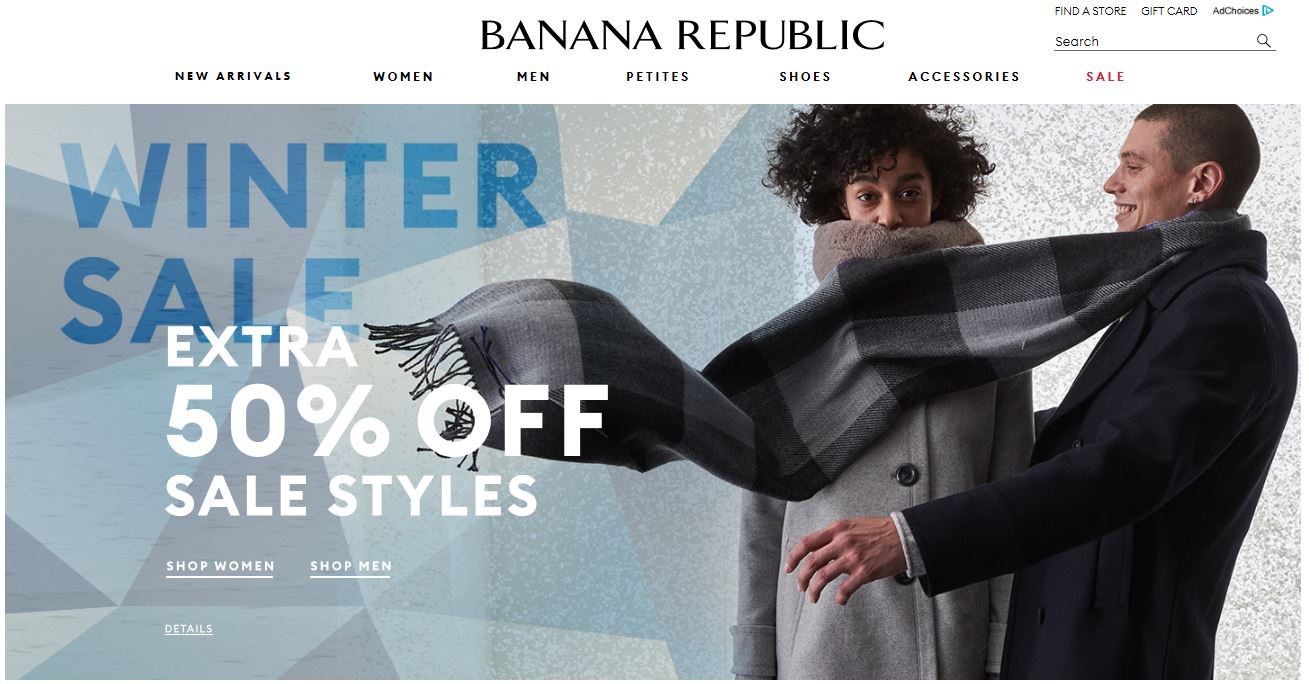 FIND A STORE GIFT CARD AdChoices
BANANA REPUBLIC
Search
NEW ARRIVALS WOMEN MEN PETITES SHOES ACCESSORIES SALE
WINTER
SALE
EXTRA
50% OFF
SALE STYLES
SHOP WOMEN SHOP MEN
DETAILS